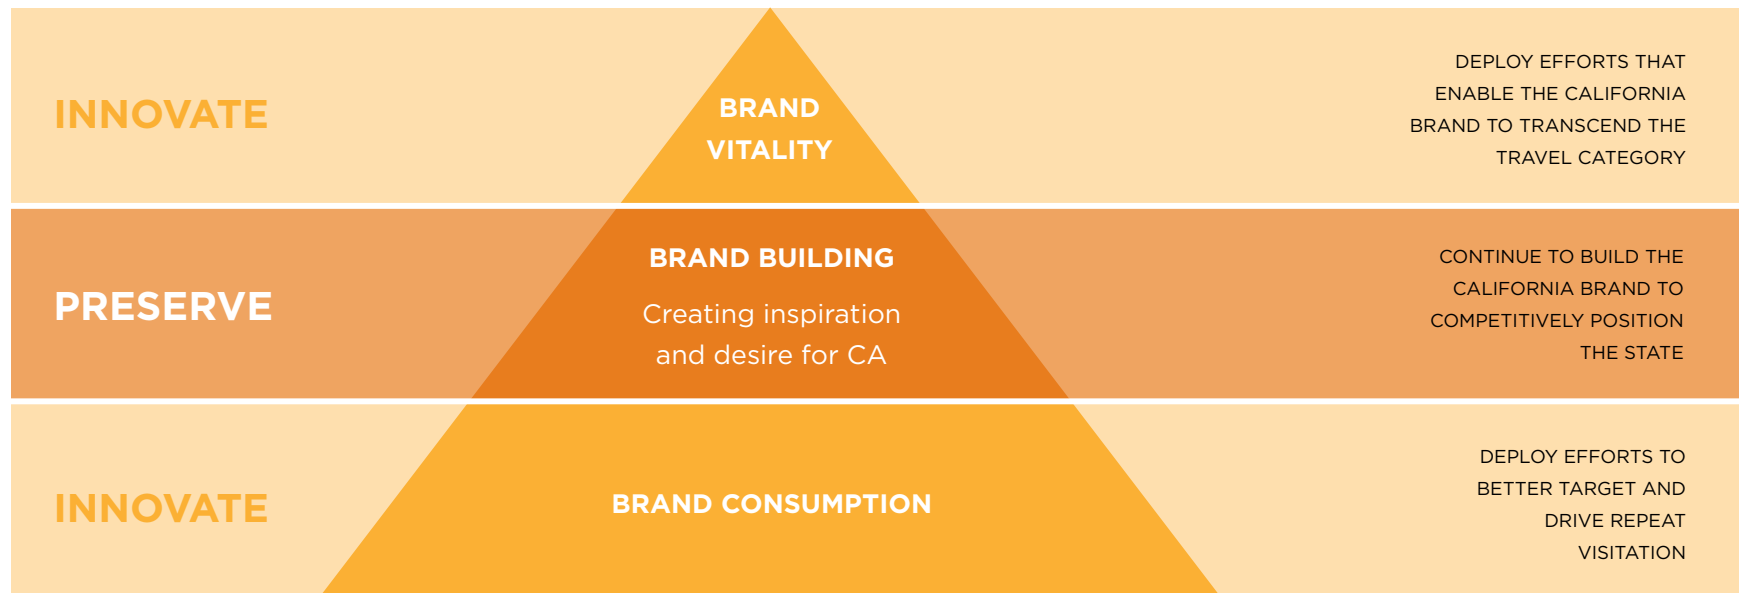 INNOVATE
BRAND
VITALITY
DEPLOY EFFORTS THAT
ENABLE THE CALIFORNIA
BRAND TO TRANSCEND THE
TRAVEL CATEGORY
PRESERVE
BRAND BUILDING
Creating inspiration
and desire for CA
CONTINUE TO BUILD THE
CALIFORNIA BRAND TO
COMPETITIVELY POSITION
THE STATE
INNOVATE
BRAND CONSUMPTION
DEPLOY EFFORTS TO
BETTER TARGET AND
DRIVE REPEAT
VISITATION